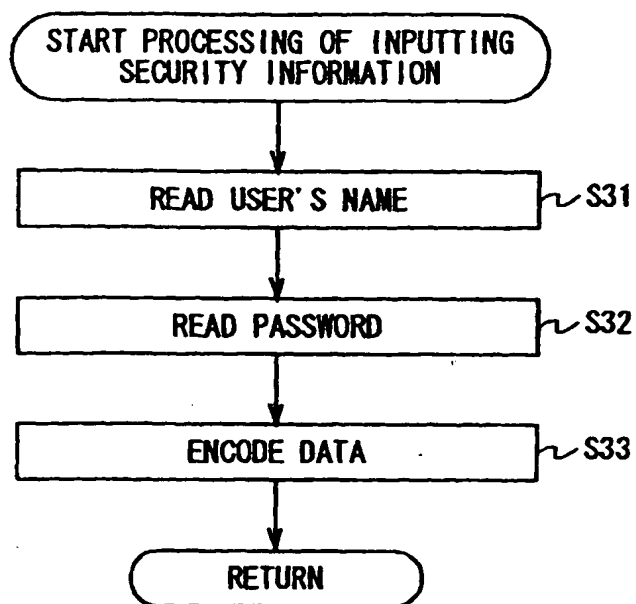 START PROCESSING OF INPUTTING
SECURITY INFORMATION
READ USER'S NAME
S31
READ PASSWORD
S32
ENCODE DATA
S33
RETURN